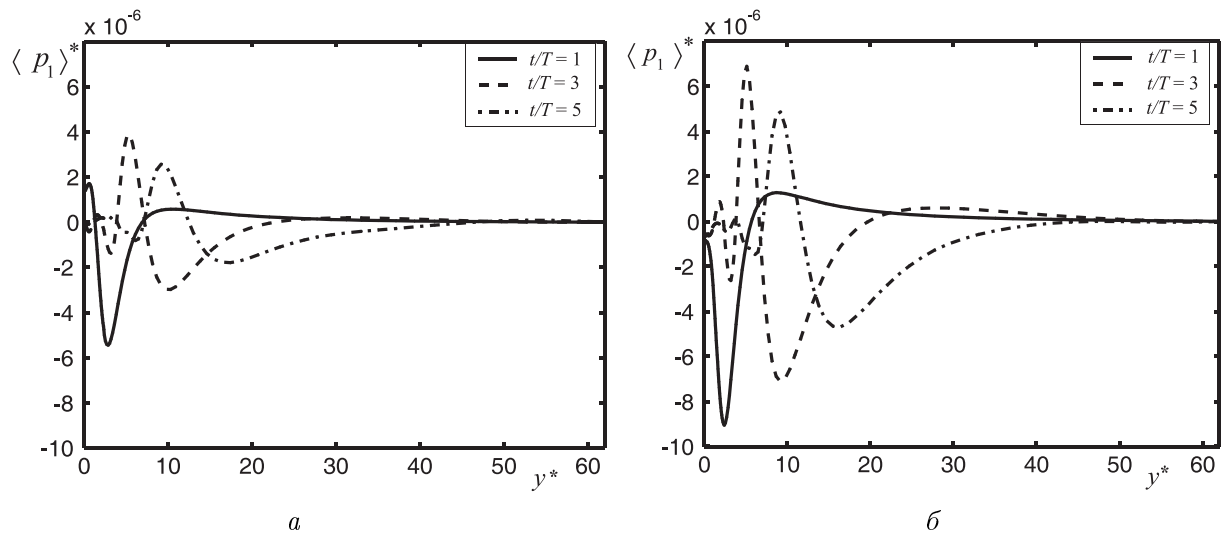 x 10⁻⁶
⟨ p₁⟩*
t/T = 1
t/T = 3
t/T = 5
6
4
2
0
-2
-4
-6
-8
-10
0 10 20 30 40 50 60
y*
а
x 10⁻⁶
⟨ p₁⟩*
t/T = 1
t/T = 3
t/T = 5
6
4
2
0
-2
-4
-6
-8
-10
0 10 20 30 40 50 60
y*
б